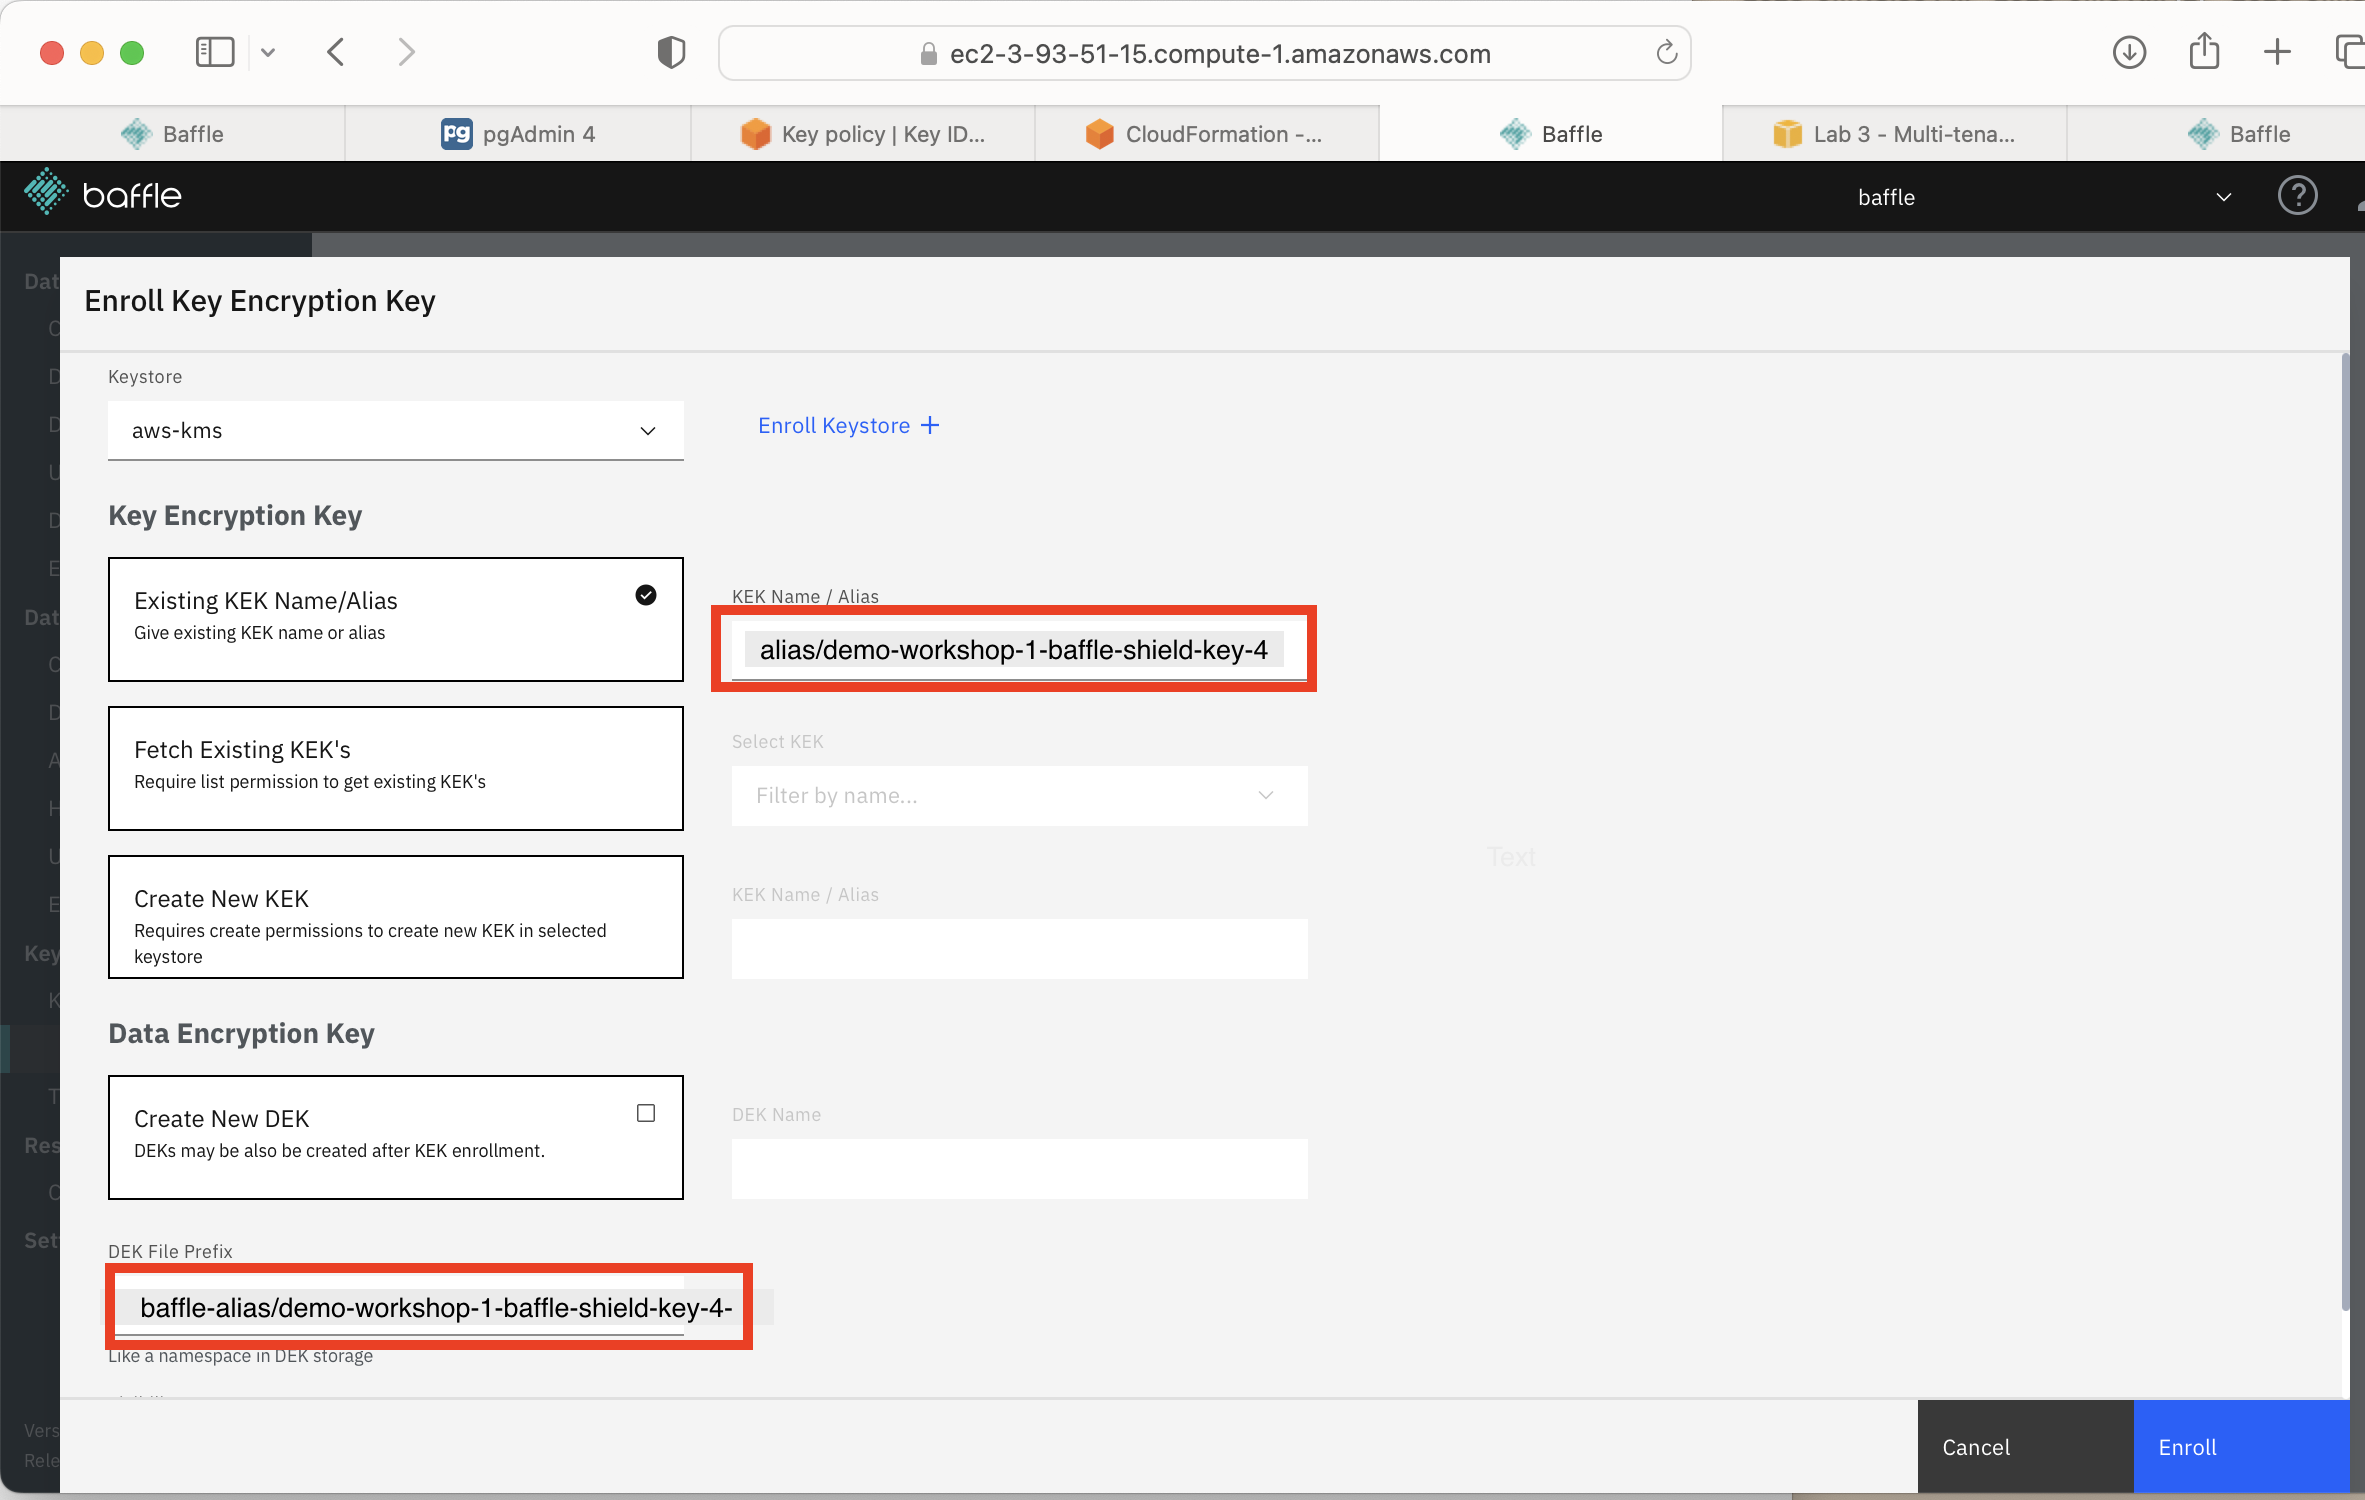 ec2-3-93-51-15.compute-1.amazonaws.com
Baffle
pg pgAdmin 4
Key policy | Key ID...
CloudFormation -...
Baffle
Lab 3 - Multi-tena...
Baffle
baffle
baffle
?
Enroll Key Encryption Key
Keystore
aws-kms
Enroll Keystore +
Key Encryption Key
Existing KEK Name/Alias
Give existing KEK name or alias
KEK Name / Alias
alias/demo-workshop-1-baffle-shield-key-4
Fetch Existing KEK's
Require list permission to get existing KEK's
Select KEK
Filter by name...
Text
Create New KEK
Requires create permissions to create new KEK in selected
keystore
KEK Name / Alias
Data Encryption Key
Create New DEK
DEKs may be also be created after KEK enrollment.
DEK Name
DEK File Prefix
baffle-alias/demo-workshop-1-baffle-shield-key-4-
Like a namespace in DEK storage
Cancel
Enroll